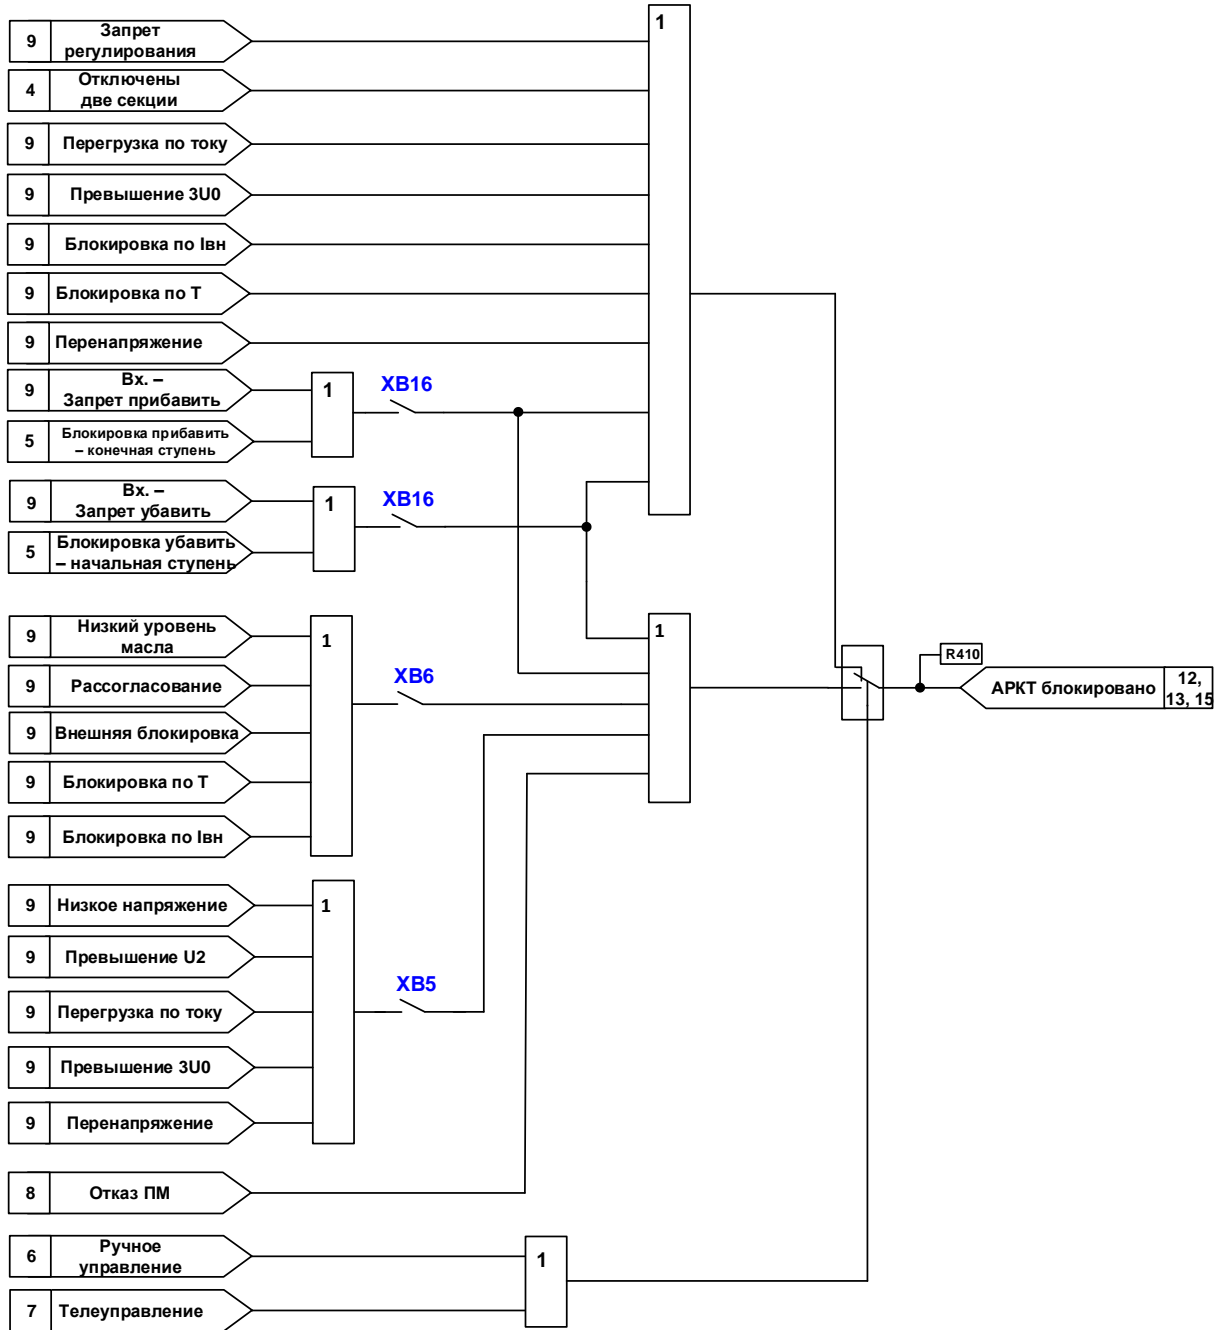 1
9 Запрет
регулирования
4 Отключены
две секции
9 Перегрузка по току
9 Превышение 3U0
9 Блокировка по Iвн
9 Блокировка по Т
9 Перенапряжение
9 Вх. –
Запрет прибавить
1
ХВ16
5 Блокировка прибавить
– конечная ступень
9 Вх. –
Запрет убавить
1
ХВ16
5 Блокировка убавить
– начальная ступень
9 Низкий уровень
масла
1
1
9 Рассогласование
ХВ6
R410
АРКТ блокировано
12,
13, 15
9 Внешняя блокировка
9 Блокировка по Т
9 Блокировка по Iвн
9 Низкое напряжение
1
9 Превышение U2
ХВ5
9 Перегрузка по току
9 Превышение 3U0
9 Перенапряжение
8 Отказ ПМ
6 Ручное
управление
1
7 Телеуправление